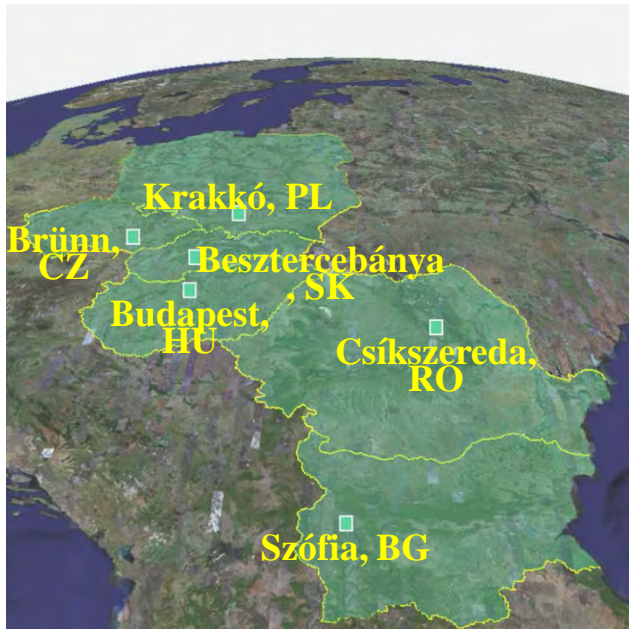 Krakkó, PL
Brünn,
CZ
Besztercebánya
, SK
Budapest,
HU
Csíkszereda,
RO
Szófia, BG